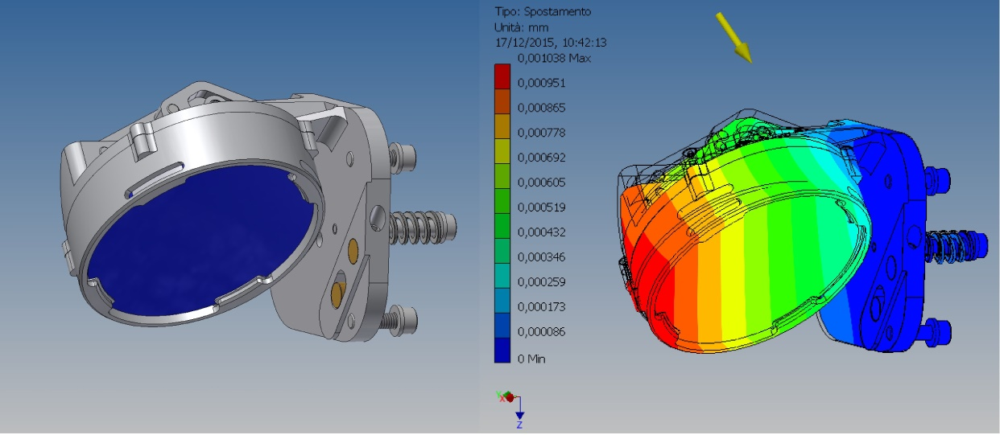 Tipo: Spostamento
Unità: mm
17/12/2015, 10:42:13
0,001038 Max
0,000951
0,000865
0,000778
0,000692
0,000605
0,000519
0,000432
0,000346
0,000259
0,000173
0,000086
0 Min
Y
X
Z